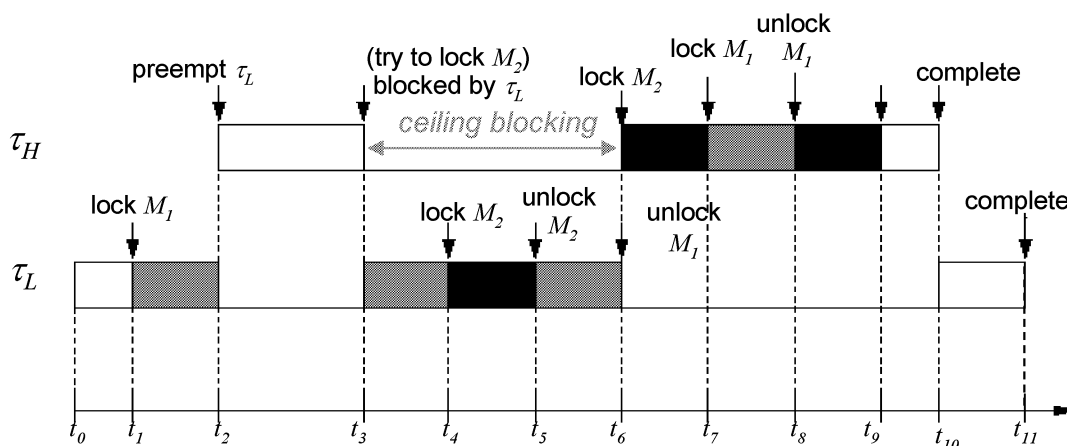 preempt τL
(try to lock M2)
blocked by τL
lock M2
lock M1
unlock
M1
complete
ceiling blocking
τH
lock M1
lock M2
unlock
M2
unlock
M1
complete
τL
t0 t1 t2 t3 t4 t5 t6 t7 t8 t9 t10 t11